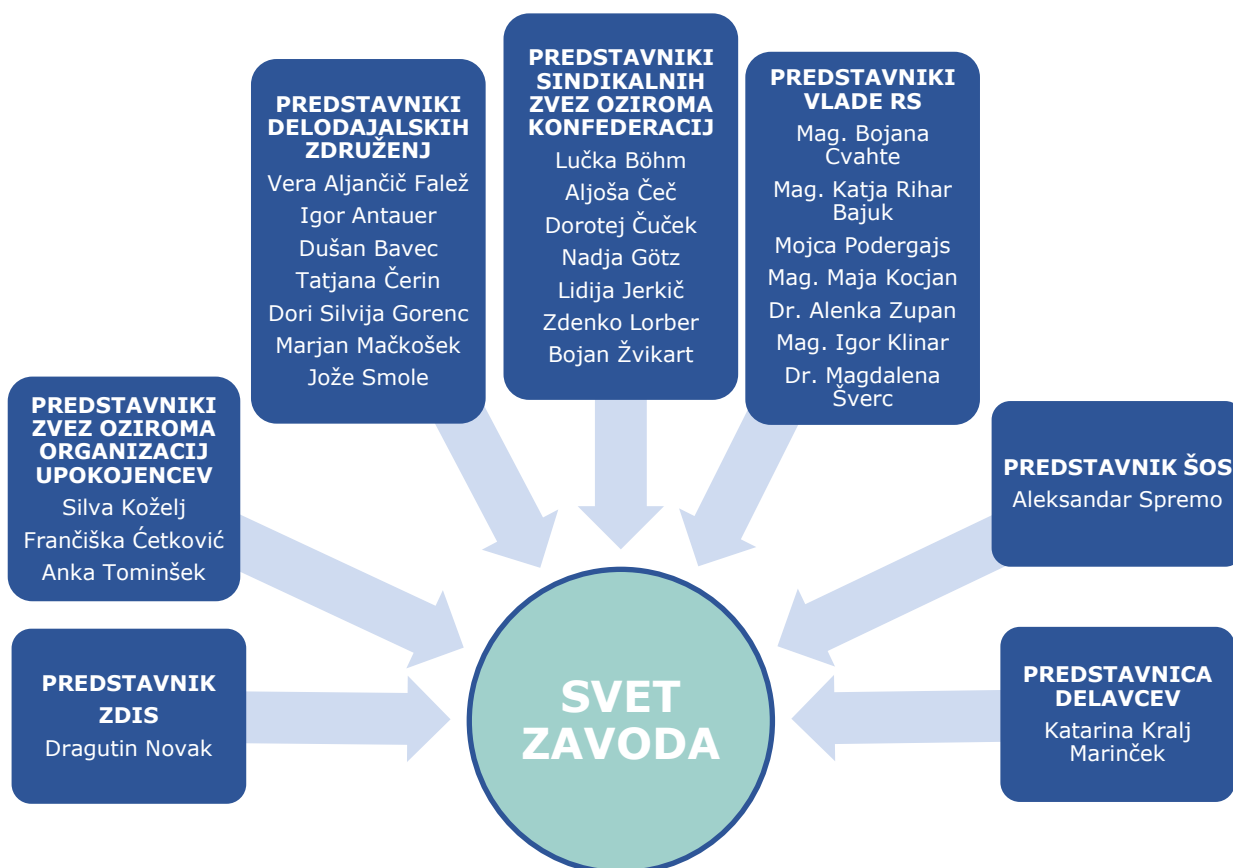 PREDSTAVNIK
ZDIS
Dragutin Novak
PREDSTAVNIKI
ZVEZ OZIROMA
ORGANIZACIJ
UPOKOJENCEV
Silva Koželj
Frančiška Ćetković
Anka Tominšek
PREDSTAVNIKI
DELODAJALSKIH
ZDRUŽENJ
Vera Aljančič Falež
Igor Antauer
Dušan Bavec
Tatjana Čerin
Dori Silvija Gorenc
Marjan Mačkošek
Jože Smole
PREDSTAVNIKI
SINDIKALNIH
ZVEZ OZIROMA
KONFEDERACIJ
Lučka Böhm
Aljoša Čeč
Dorotej Čuček
Nadja Götz
Lidija Jerkič
Zdenko Lorber
Bojan Žvikart
PREDSTAVNIKI
VLADE RS
Mag. Bojana
Cvahte
Mag. Katja Rihar
Bajuk
Mojca Podergajs
Mag. Maja Kocjan
Dr. Alenka Zupan
Mag. Igor Klinar
Dr. Magdalena
Šverc
PREDSTAVNIK ŠOS
Aleksandar Spremo
PREDSTAVNICA
DELAVCEV
Katarina Kralj
Marinček
SVET
ZAVODA